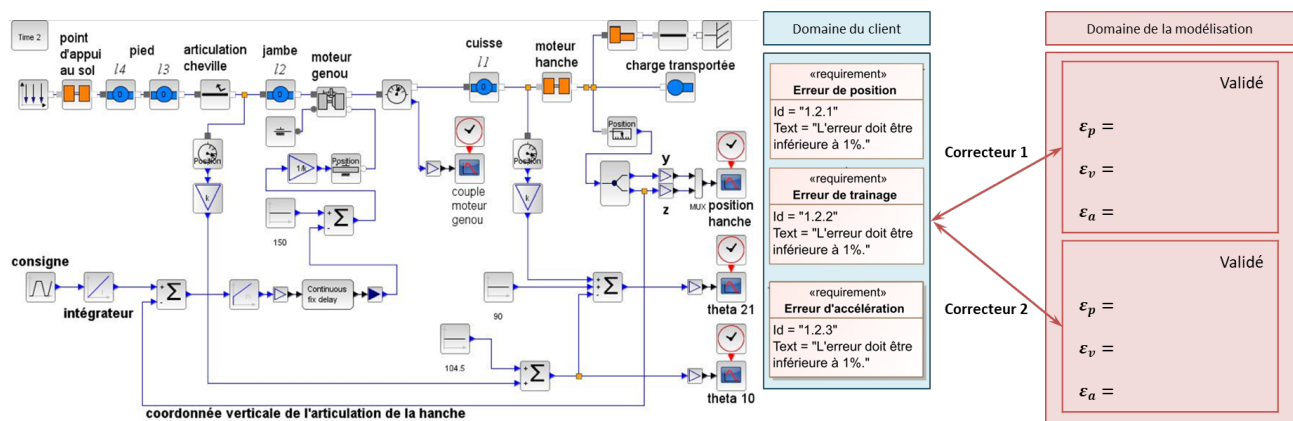 Time 2
point
d'appui
au sol
pied
l4
l3
articulation
cheville
jambe
l2
moteur
genou
cuisse
l1
moteur
hanche
charge transportée
Position
1/k
Position
k
150
couple
moteur
genou
Position
k
Position
y
z
MUX
position
hanche
consigne
intégrateur
Σ
Σ
Continuous
fix delay
90
Σ
theta 21
104.5
Σ
theta 10
coordonnée verticale de l'articulation de la hanche
Domaine du client
«requirement»
Erreur de position
Id = "1.2.1"
Text = "L'erreur doit être
inférieure à 1%."
«requirement»
Erreur de trainage
Id = "1.2.2"
Text = "L'erreur doit être
inférieure à 1%."
«requirement»
Erreur d'accélération
Id = "1.2.3"
Text = "L'erreur doit être
inférieure à 1%."
Correcteur 1
Correcteur 2
Domaine de la modélisation
Validé
εp =
εv =
εa =
Validé
εp =
εv =
εa =